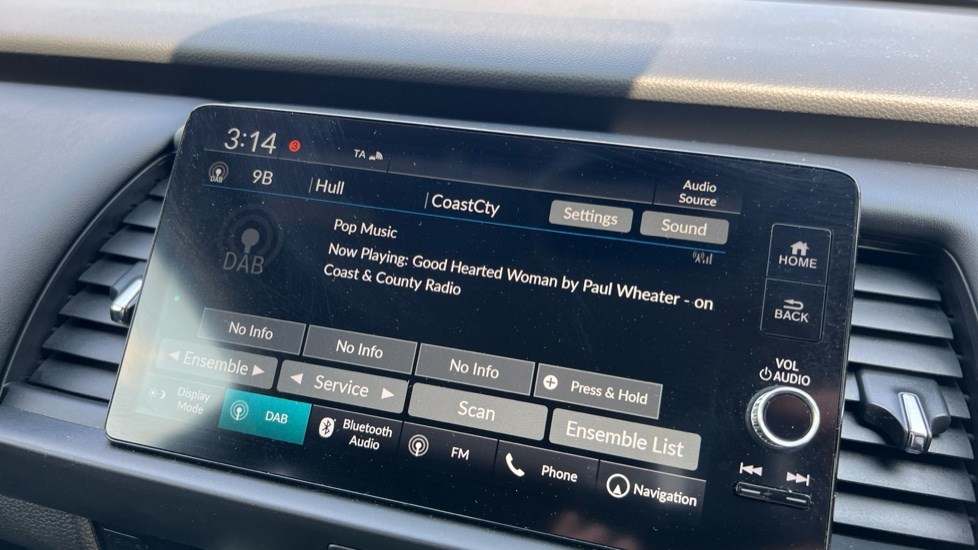 3:14 3 TA
DAB 9B Hull CoastCty Settings Sound Audio
Source
DAB
Pop Music
Now Playing: Good Hearted Woman by Paul Wheater - on
Coast & County Radio
HOME
BACK
No Info No Info No Info Press & Hold
Ensemble Service Scan Ensemble List
Display
Mode
DAB
Bluetooth
Audio
FM
Phone
Navigation
VOL
AUDIO